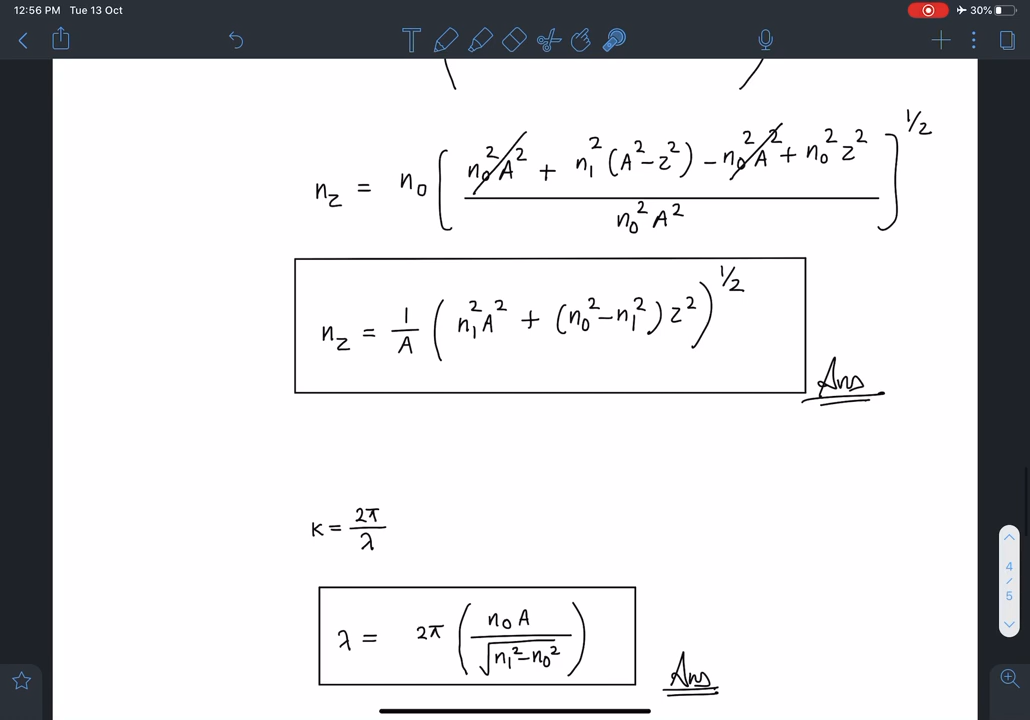 12:56 PM Tue 13 Oct 30%
T
n_z = n_0 [ (n_0^2 A^2 + n_1^2 (A^2 - z^2) - n_0^2 A^2 + n_0^2 z^2) / (n_0^2 A^2) ]^{1/2}
n_z = 1/A ( n_1^2 A^2 + (n_0^2 - n_1^2) z^2 )^{1/2}
Ans
K = 2π/λ
4
/
5
λ = 2π ( n_0 A / √(n_1^2 - n_0^2) )
Ans